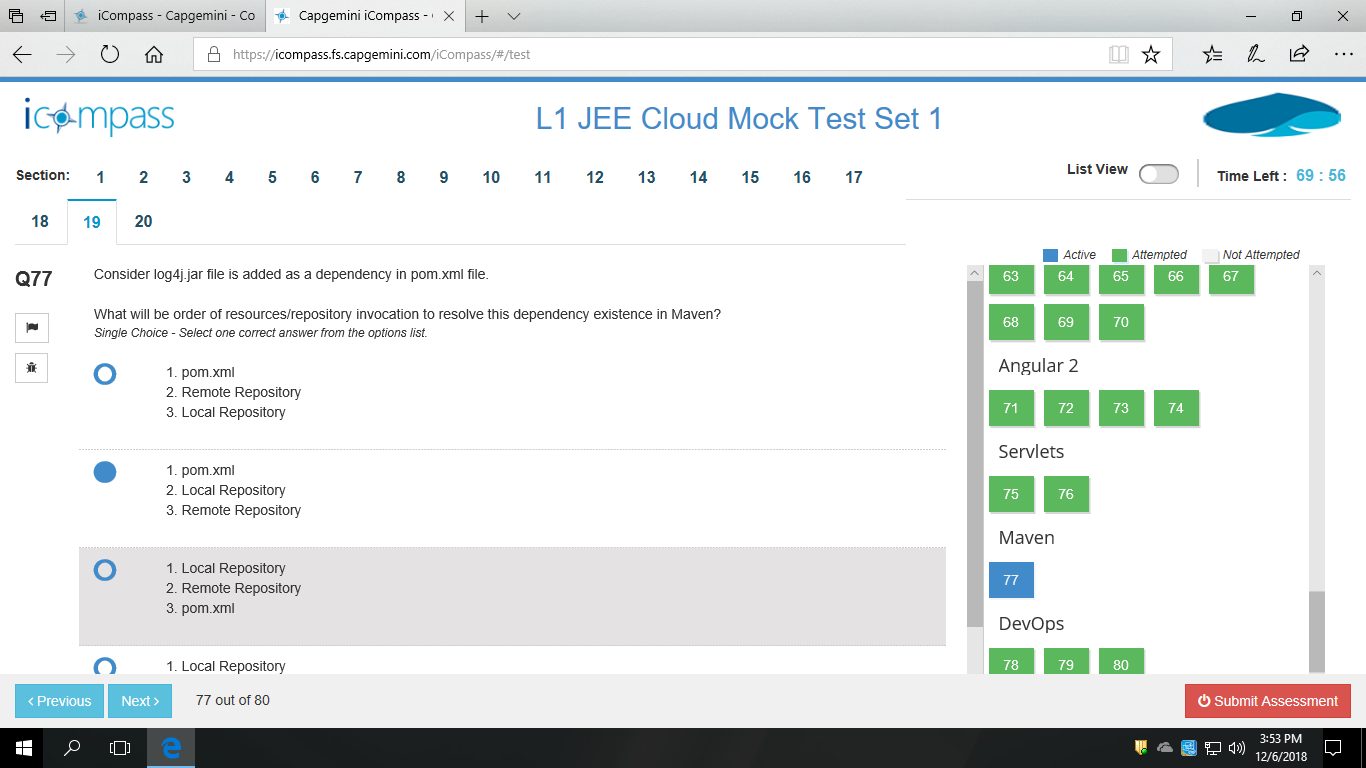 iCompass - Capgemini - Co
Capgemini iCompass - 
https://icompass.fs.capgemini.com/iCompass/#/test
icompass
L1 JEE Cloud Mock Test Set 1
Section: 1 2 3 4 5 6 7 8 9 10 11 12 13 14 15 16 17
List View
Time Left : 69 : 56
18 19 20
Active Attempted Not Attempted
Q77
Consider log4j.jar file is added as a dependency in pom.xml file.
What will be order of resources/repository invocation to resolve this dependency existence in Maven?
Single Choice - Select one correct answer from the options list.
1. pom.xml
2. Remote Repository
3. Local Repository
1. pom.xml
2. Local Repository
3. Remote Repository
1. Local Repository
2. Remote Repository
3. pom.xml
1. Local Repository
63 64 65 66 67
68 69 70
Angular 2
71 72 73 74
Servlets
75 76
Maven
77
DevOps
78 79 80
< Previous
Next >
77 out of 80
Submit Assessment
3:53 PM
12/6/2018